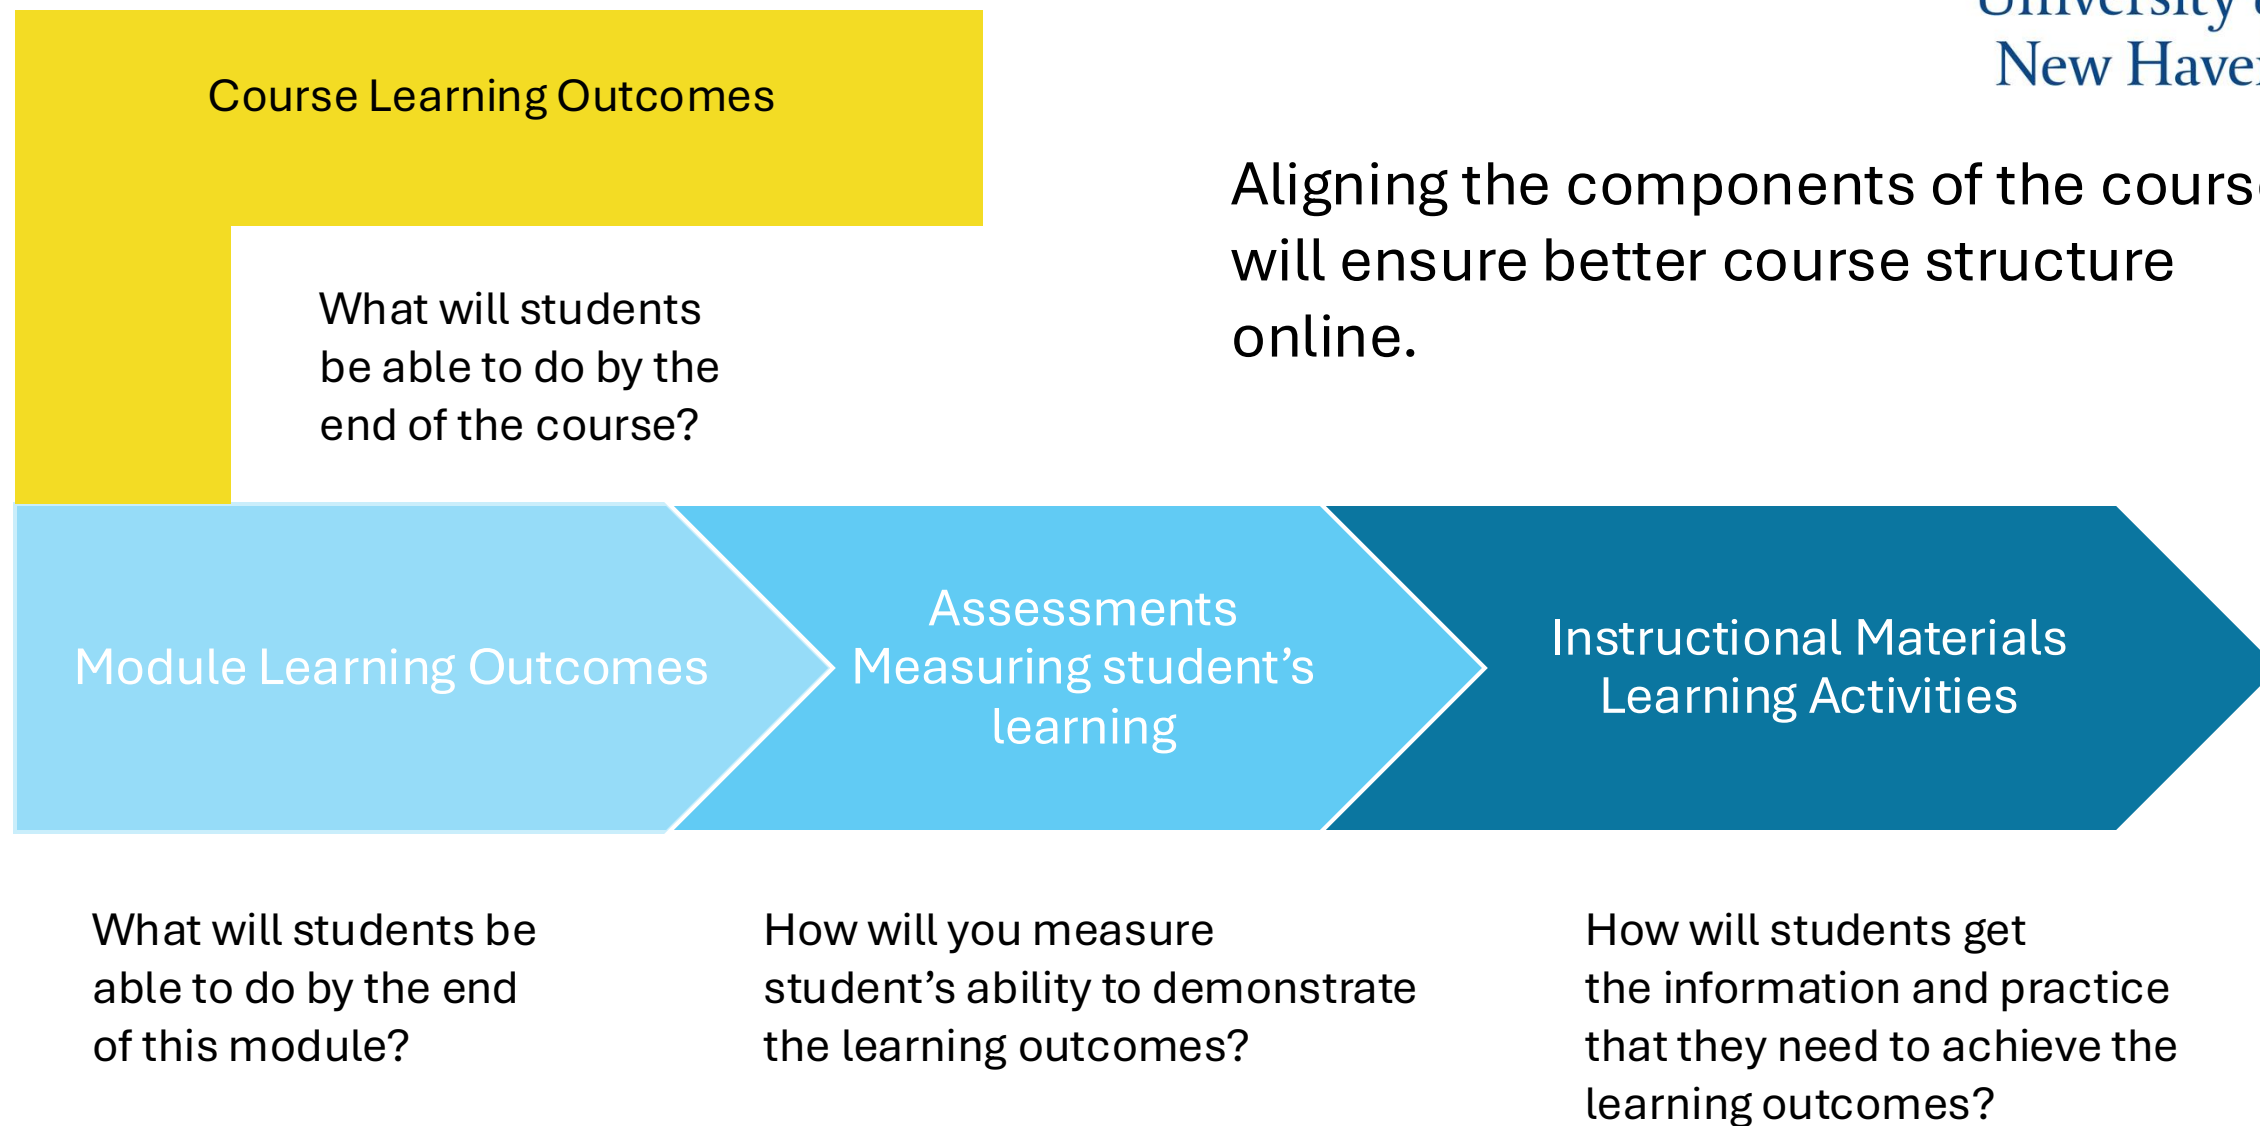 University
New Haven
Course Learning Outcomes
Aligning the components of the course
will ensure better course structure
online.
What will students
be able to do by the
end of the course?
Module Learning Outcomes
Assessments
Measuring student’s
learning
Instructional Materials
Learning Activities
What will students be
able to do by the end
of this module?
How will you measure
student’s ability to demonstrate
the learning outcomes?
How will students get
the information and practice
that they need to achieve the
learning outcomes?